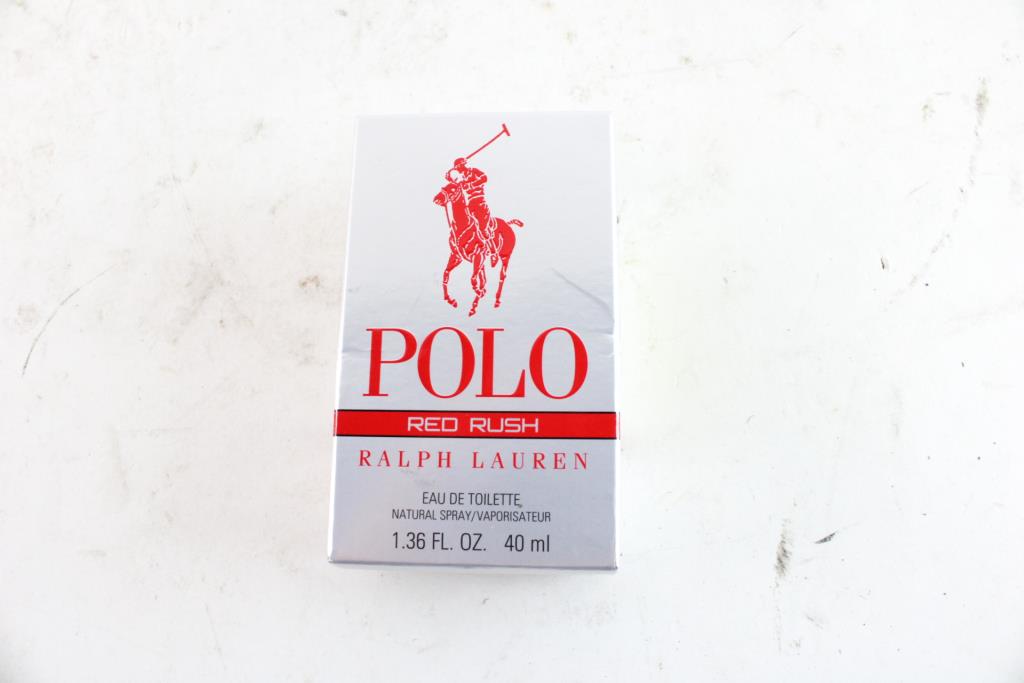 POLO
RED RUSH
RALPH LAUREN
EAU DE TOILETTE
NATURAL SPRAY/VAPORISATEUR
1.36 FL. OZ. 40 ml